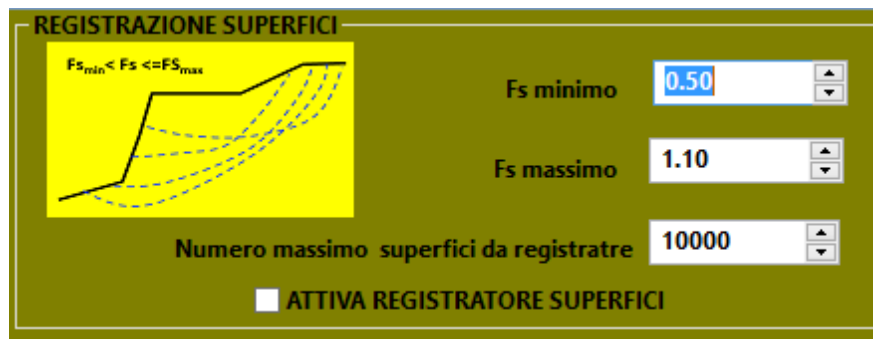 REGISTRAZIONE SUPERFICI
Fsmin< Fs <=FSmax
Fs minimo 0.50
Fs massimo 1.10
Numero massimo superfici da registratre 10000
ATTIVA REGISTRATORE SUPERFICI